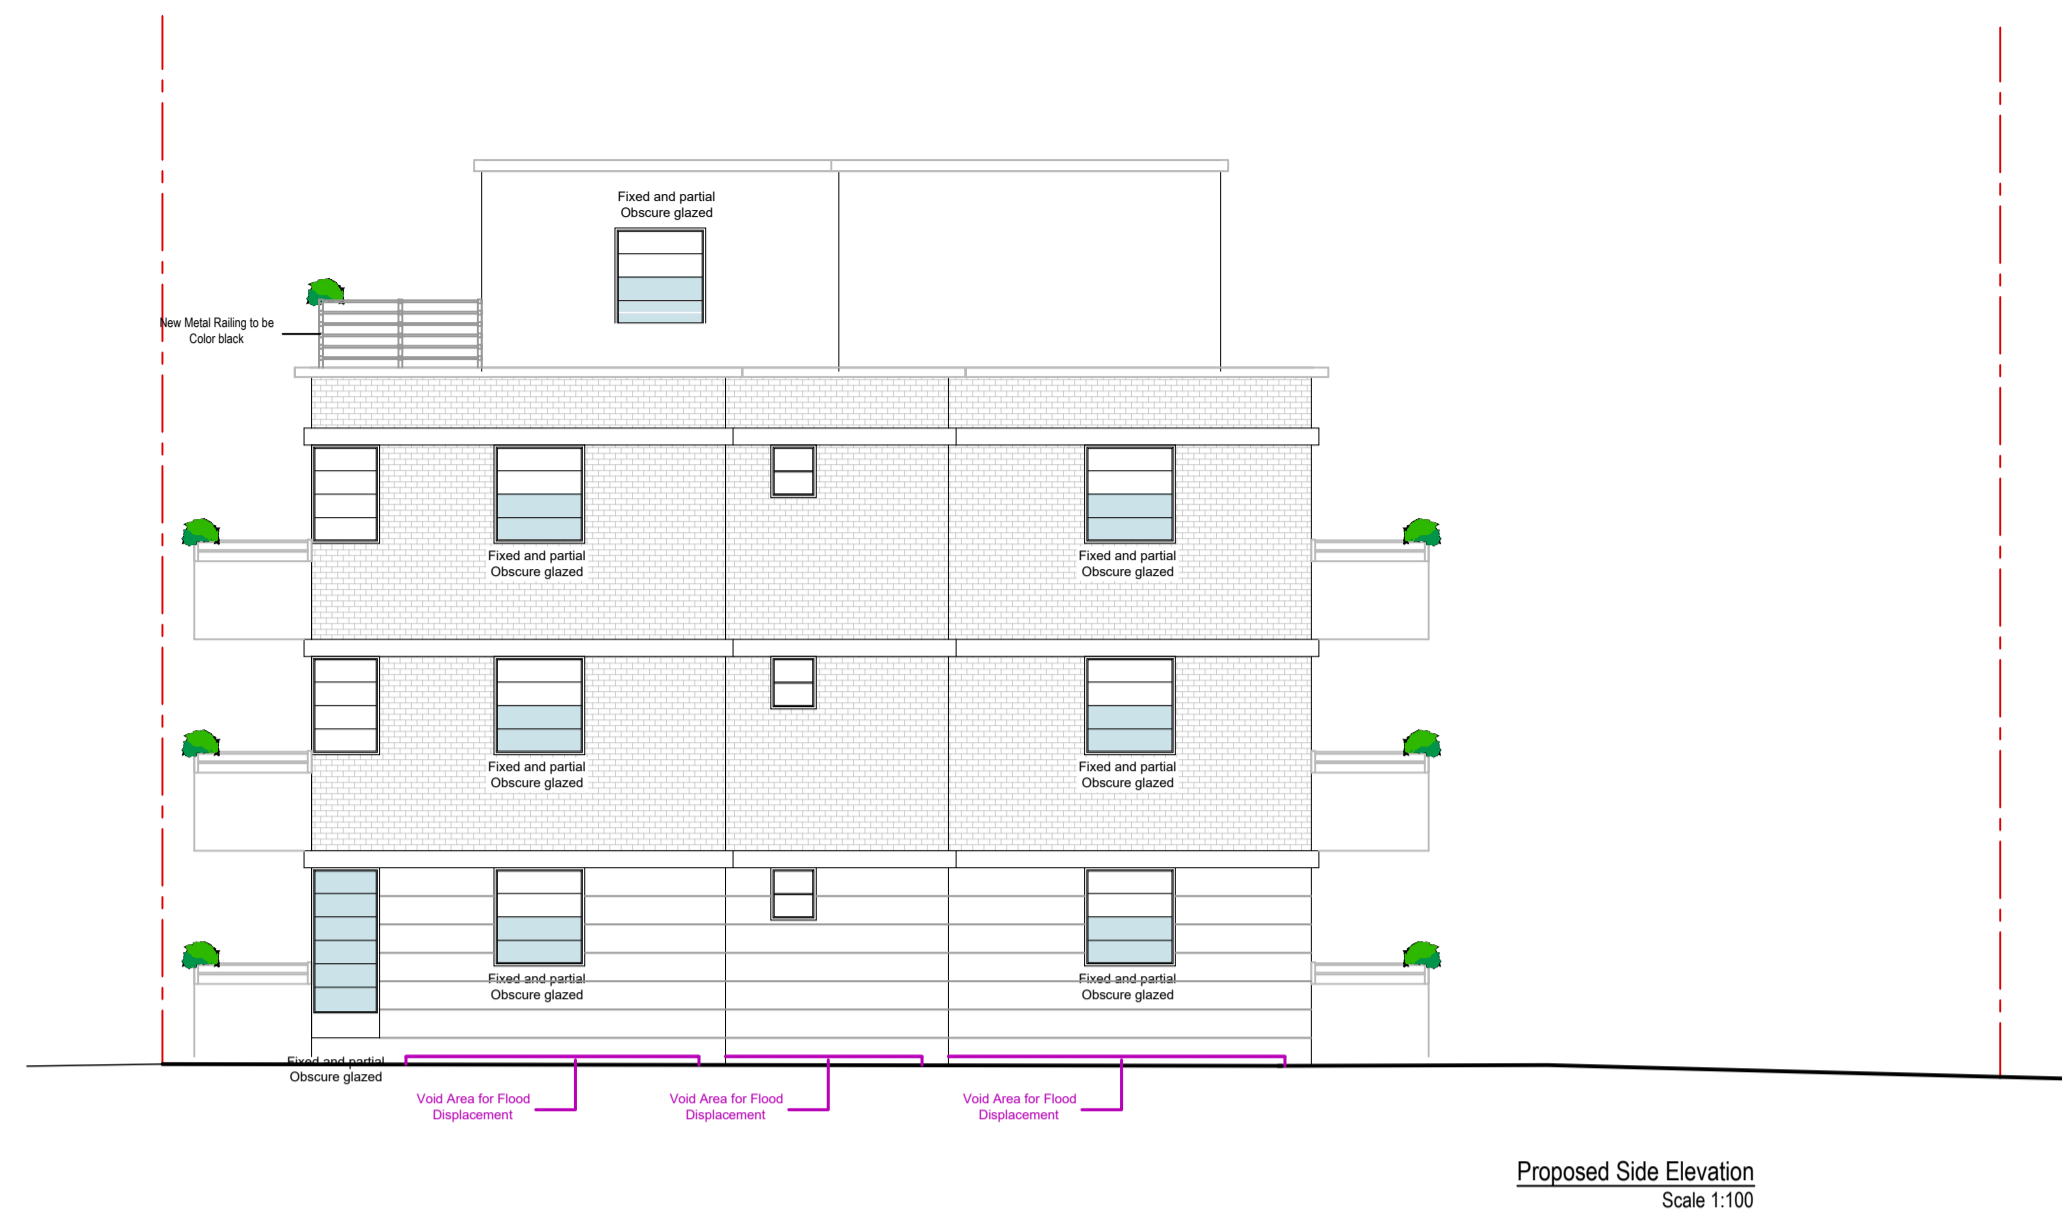 Fixed and partial
Obscure glazed
New Metal Railing to be
Color black
Fixed and partial
Obscure glazed
Fixed and partial
Obscure glazed
Fixed and partial
Obscure glazed
Fixed and partial
Obscure glazed
Fixed and partial
Obscure glazed
Fixed and partial
Obscure glazed
Fixed and partial
Obscure glazed
Void Area for Flood
Displacement
Void Area for Flood
Displacement
Void Area for Flood
Displacement
Proposed Side Elevation
Scale 1:100